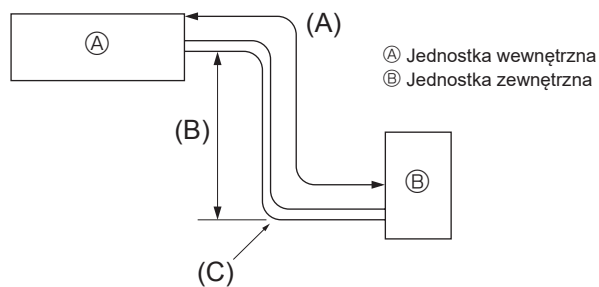 (A)
Ⓐ
Ⓐ Jednostka wewnętrzna
Ⓑ Jednostka zewnętrzna
(B)
Ⓑ
(C)